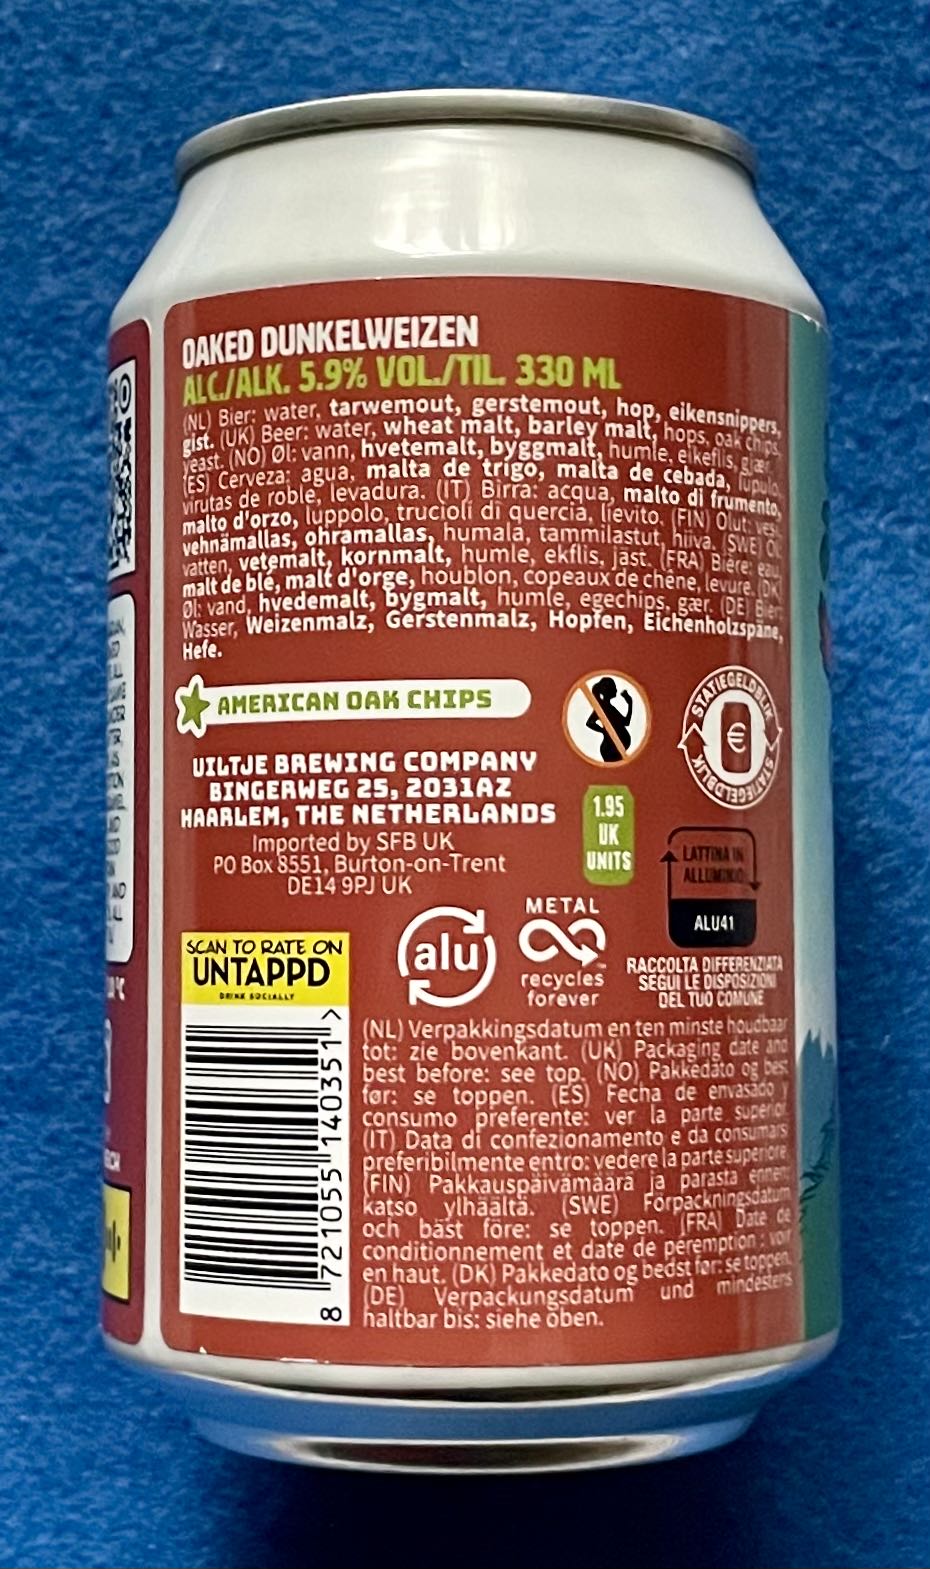 OAKED DUNKELWEIZEN
ALC./ALK. 5.9% VOL./TIL. 330 ML
(NL) Bier: water, tarwemout, gerstemout, hop, eikensnippers,
gist. (UK) Beer: water, wheat malt, barley malt, hops, oak chips,
yeast. (NO) Øl: vann, hvetemalt, byggmalt, humle, eikeflis, gjær.
(ES) Cerveza: agua, malta de trigo, malta de cebada, lúpulo,
virutas de roble, levadura. (IT) Birra: acqua, malto di frumento,
malto d'orzo, luppolo, trucioli di quercia, lievito. (FIN) Olut: vesi,
vehnämallas, ohramallas, humala, tammilastut, hiiva. (SWE) Öl:
vatten, vetemalt, kornmalt, humle, ekflis, jäst. (FRA) Bière: eau,
malt de blé, malt d'orge, houblon, copeaux de chêne, levure. (DK)
Øl: vand, hvedemalt, bygmalt, humle, egechips, gær. (DE) Bier:
Wasser, Weizenmalz, Gerstenmalz, Hopfen, Eichenholzspäne,
Hefe.
AMERICAN OAK CHIPS
STATIEGELDBLIK
STATIEGELDBLIK
€
UILTJE BREWING COMPANY
BINGERWEG 25, 2031AZ
HAARLEM, THE NETHERLANDS
Imported by SFB UK
PO Box 8551, Burton-on-Trent
DE14 9PJ UK
1.95
UK
UNITS
LATTINA IN
ALLUMINIO
ALU41
RACCOLTA DIFFERENZIATA
SEGUI LE DISPOSIZIONI
DEL TUO COMUNE
alu
METAL
recycles
forever
SCAN TO RATE ON
UNTAPPD
DRINK SOCIALLY
8 721055 140351 >
(NL) Verpakkingsdatum en ten minste houdbaar
tot: zie bovenkant. (UK) Packaging date and
best before: see top. (NO) Pakkedato og best
før: se toppen. (ES) Fecha de envasado y
consumo preferente: ver la parte superior.
(IT) Data di confezionamento e da consumarsi
preferibilmente entro: vedere la parte superiore.
(FIN) Pakkauspäivämäärä ja parasta ennen:
katso ylhäältä. (SWE) Förpackningsdatum
och bäst före: se toppen. (FRA) Date de
conditionnement et date de peremption : voir
en haut. (DK) Pakkedato og bedst før: se toppen.
(DE) Verpackungsdatum und mindestens
haltbar bis: siehe oben.